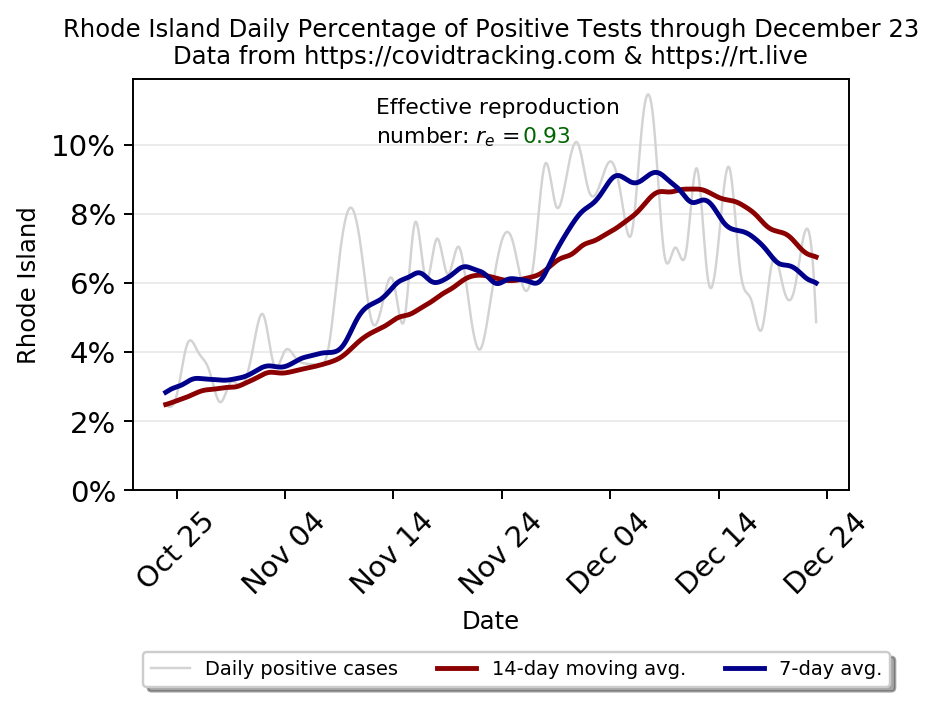 Rhode Island Daily Percentage of Positive Tests through December 23
Data from https://covidtracking.com & https://rt.live
Effective reproduction
number: rₑ =0.93
10%
8%
6%
4%
2%
0%
Rhode Island
Oct 25
Nov 04
Nov 14
Nov 24
Dec 04
Dec 14
Dec 24
Date
Daily positive cases
14-day moving avg.
7-day avg.